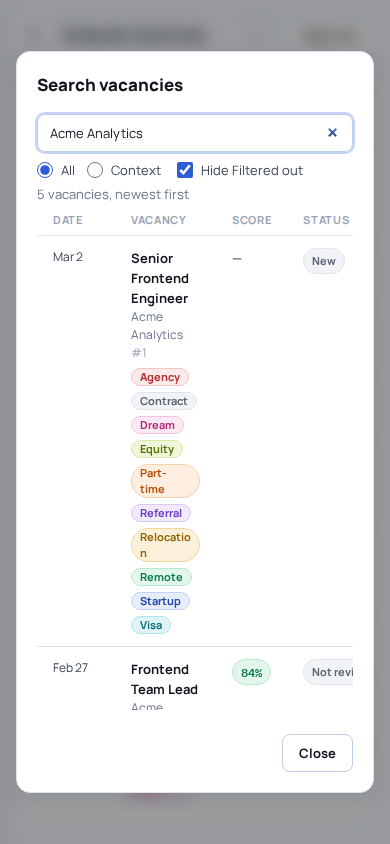 Search vacancies
Acme Analytics ×
All Context Hide Filtered out
5 vacancies, newest first
DATE VACANCY SCORE STATUS
Mar 2 Senior — New
Frontend
Engineer
Acme
Analytics
#1
Agency
Contract
Dream
Equity
Part-
time
Referral
Relocatio
n
Remote
Startup
Visa
Feb 27 Frontend 84% Not revi
Team Lead
Acme
Close